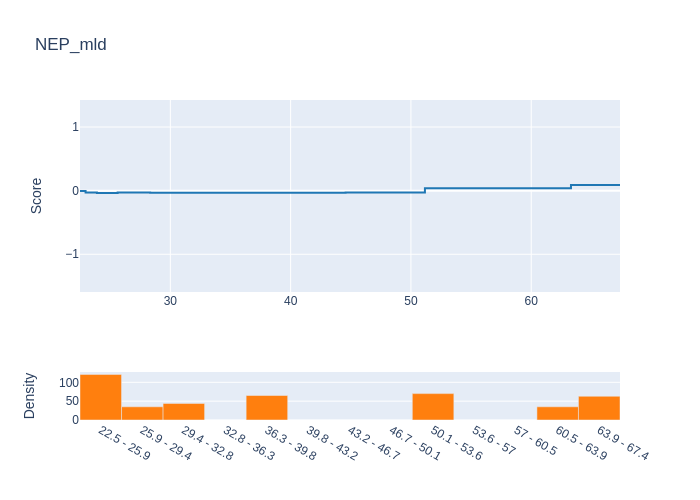 NEP_mld
Score
1
0
−1
30 40 50 60
Density
100
50
0
22.5 - 25.9
25.9 - 29.4
29.4 - 32.8
32.8 - 36.3
36.3 - 39.8
39.8 - 43.2
43.2 - 46.7
46.7 - 50.1
50.1 - 53.6
53.6 - 57
57 - 60.5
60.5 - 63.9
63.9 - 67.4